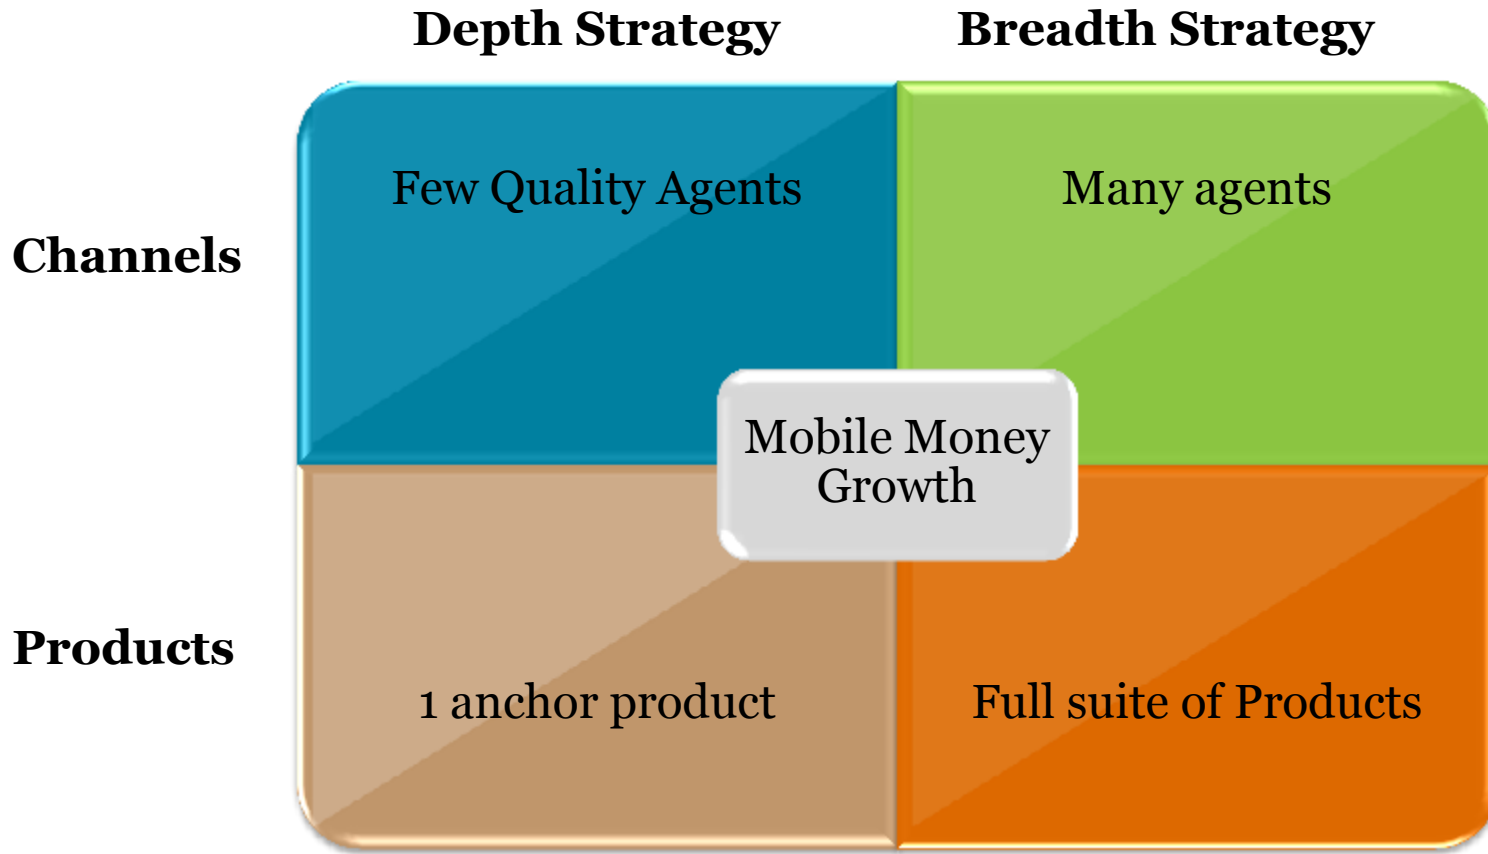 Depth Strategy
Breadth Strategy
Channels
Few Quality Agents
Many agents
Mobile Money
Growth
Products
1 anchor product
Full suite of Products